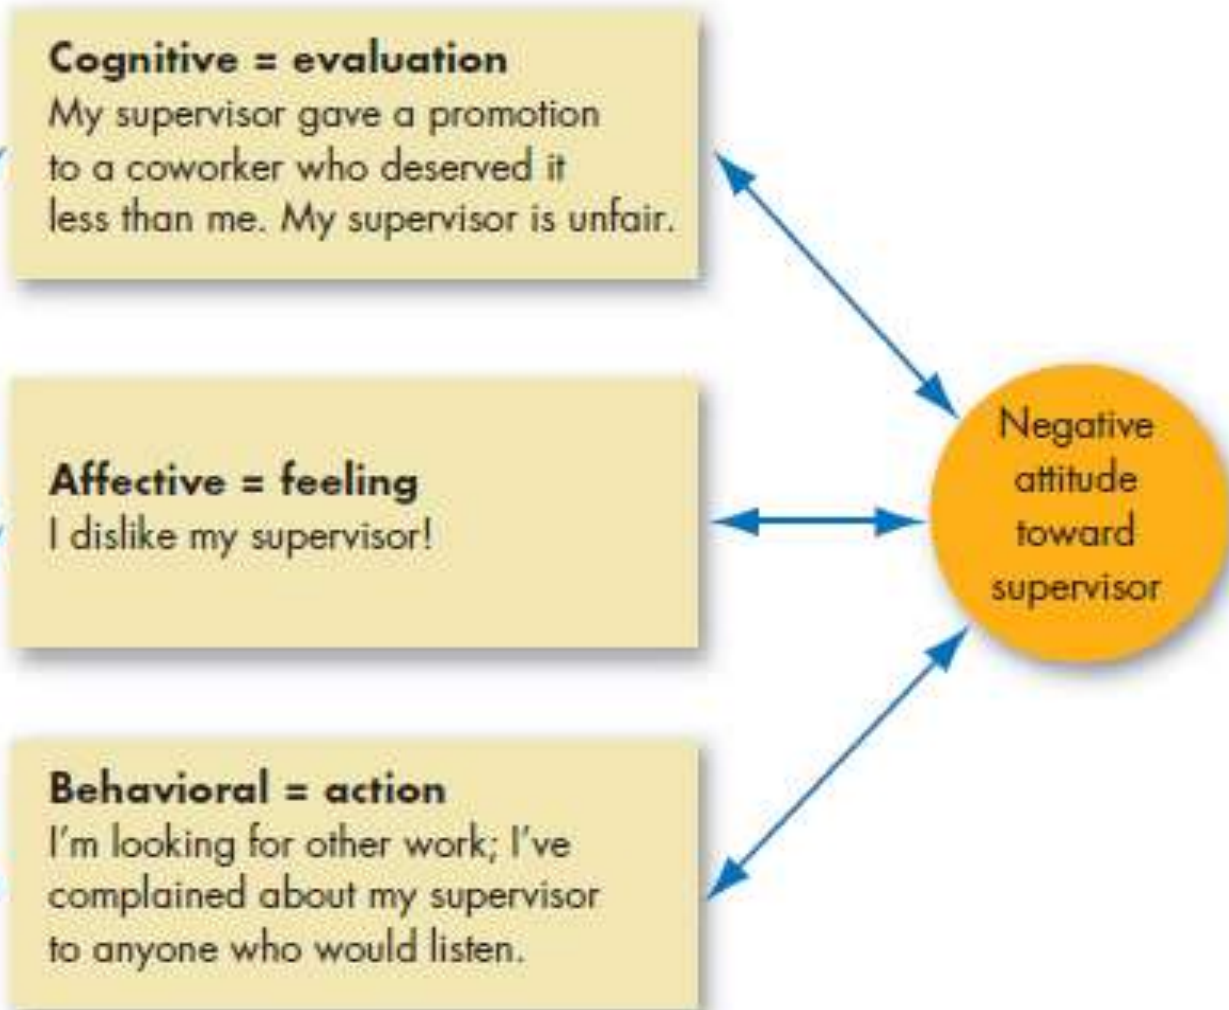 Cognitive = evaluation
My supervisor gave a promotion
to a coworker who deserved it
less than me. My supervisor is unfair.
Affective = feeling
I dislike my supervisor!
Behavioral = action
I'm looking for other work; I've
complained about my supervisor
to anyone who would listen.
Negative
attitude
toward
supervisor